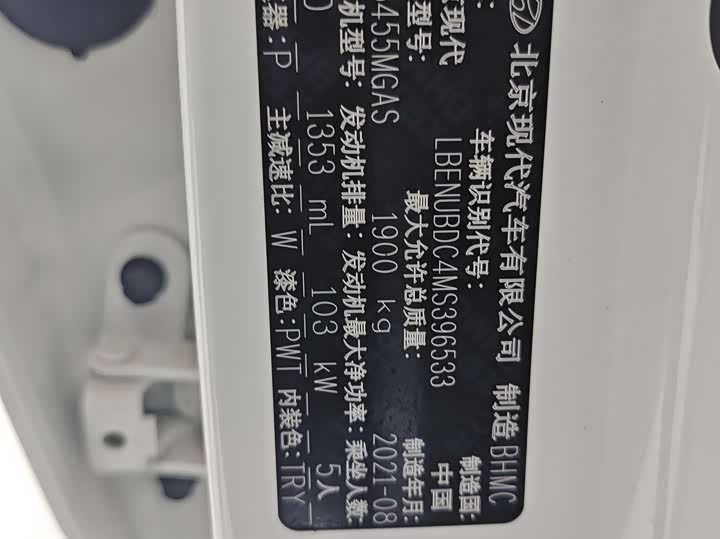 北京现代汽车有限公司 制造 BHMC
车辆识别代号: 制造国:
京现代 LBENUBDC4MS396533 中国
型号: 最大允许总质量: 制造年月:
455MGAS 1900 kg 2021-08
机型号: 发动机排量: 发动机最大净功率: 乘坐人数:
1353 mL 103 kW 5人
器:P 主减速比: W 漆色:PWT 内装色:TRY